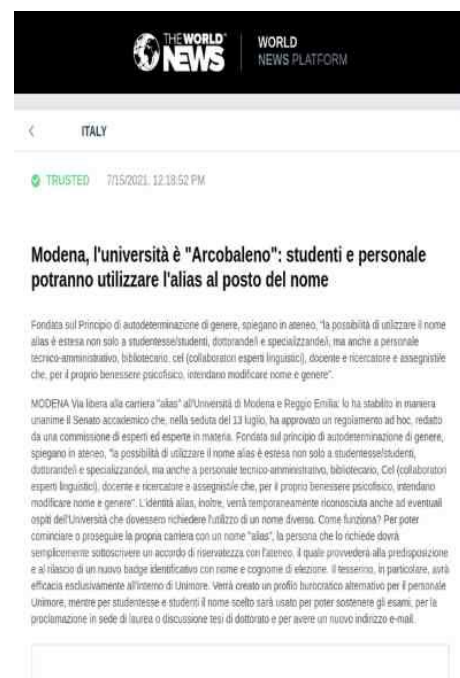 THE WORLD
NEWS
WORLD
NEWS PLATFORM
ITALY
TRUSTED 7/15/2021, 12:18:52 PM
Modena, l'università è "Arcobaleno": studenti e personale
potranno utilizzare l'alias al posto del nome
Fondata sul Principio di autodeterminazione di genere, spiegano in ateneo, "la possibilità di utilizzare il nome
alias è estesa non solo a studentesse/studenti, dottorande/i e specializzande/i, ma anche a personale
tecnico-amministrativo, bibliotecario, cel (collaboratori esperti linguistici), docente e ricercatore e assegnisti/e
che, per il proprio benessere psicofisico, intendano modificare nome e genere".
MODENA Via libera alla carriera "alias" all'Università di Modena e Reggio Emilia: lo ha stabilito in maniera
unanime il Senato accademico che, nella seduta del 13 luglio, ha approvato un regolamento ad hoc, redatto
da una commissione di esperti ed esperte in materia. Fondata sul principio di autodeterminazione di genere,
spiegano in ateneo, "la possibilità di utilizzare il nome alias è estesa non solo a studentesse/studenti,
dottorande/i e specializzande/i, ma anche a personale tecnico-amministrativo, bibliotecario, Cel (collaboratori
esperti linguistici), docente e ricercatore e assegnisti/e che, per il proprio benessere psicofisico, intendano
modificare nome e genere". L'identità alias, inoltre, verrà temporaneamente riconosciuta anche ad eventuali
ospiti dell'Università che dovessero richiedere l'utilizzo di un nome diverso. Come funziona? Per poter
cominciare o proseguire la propria carriera con un nome "alias", la persona che lo richiede dovrà
semplicemente sottoscrivere un accordo di riservatezza con l'ateneo, il quale provvederà alla predisposizione
e al rilascio di un nuovo badge identificativo con nome e cognome di elezione. Il tesserino, in particolare, avrà
efficacia esclusivamente all'interno di Unimore. Verrà creato un profilo burocratico alternativo per il personale
Unimore, mentre per studentesse e studenti il nome scelto sarà usato per poter sostenere gli esami, per la
proclamazione in sede di laurea o discussione tesi di dottorato e per avere un nuovo indirizzo e-mail.